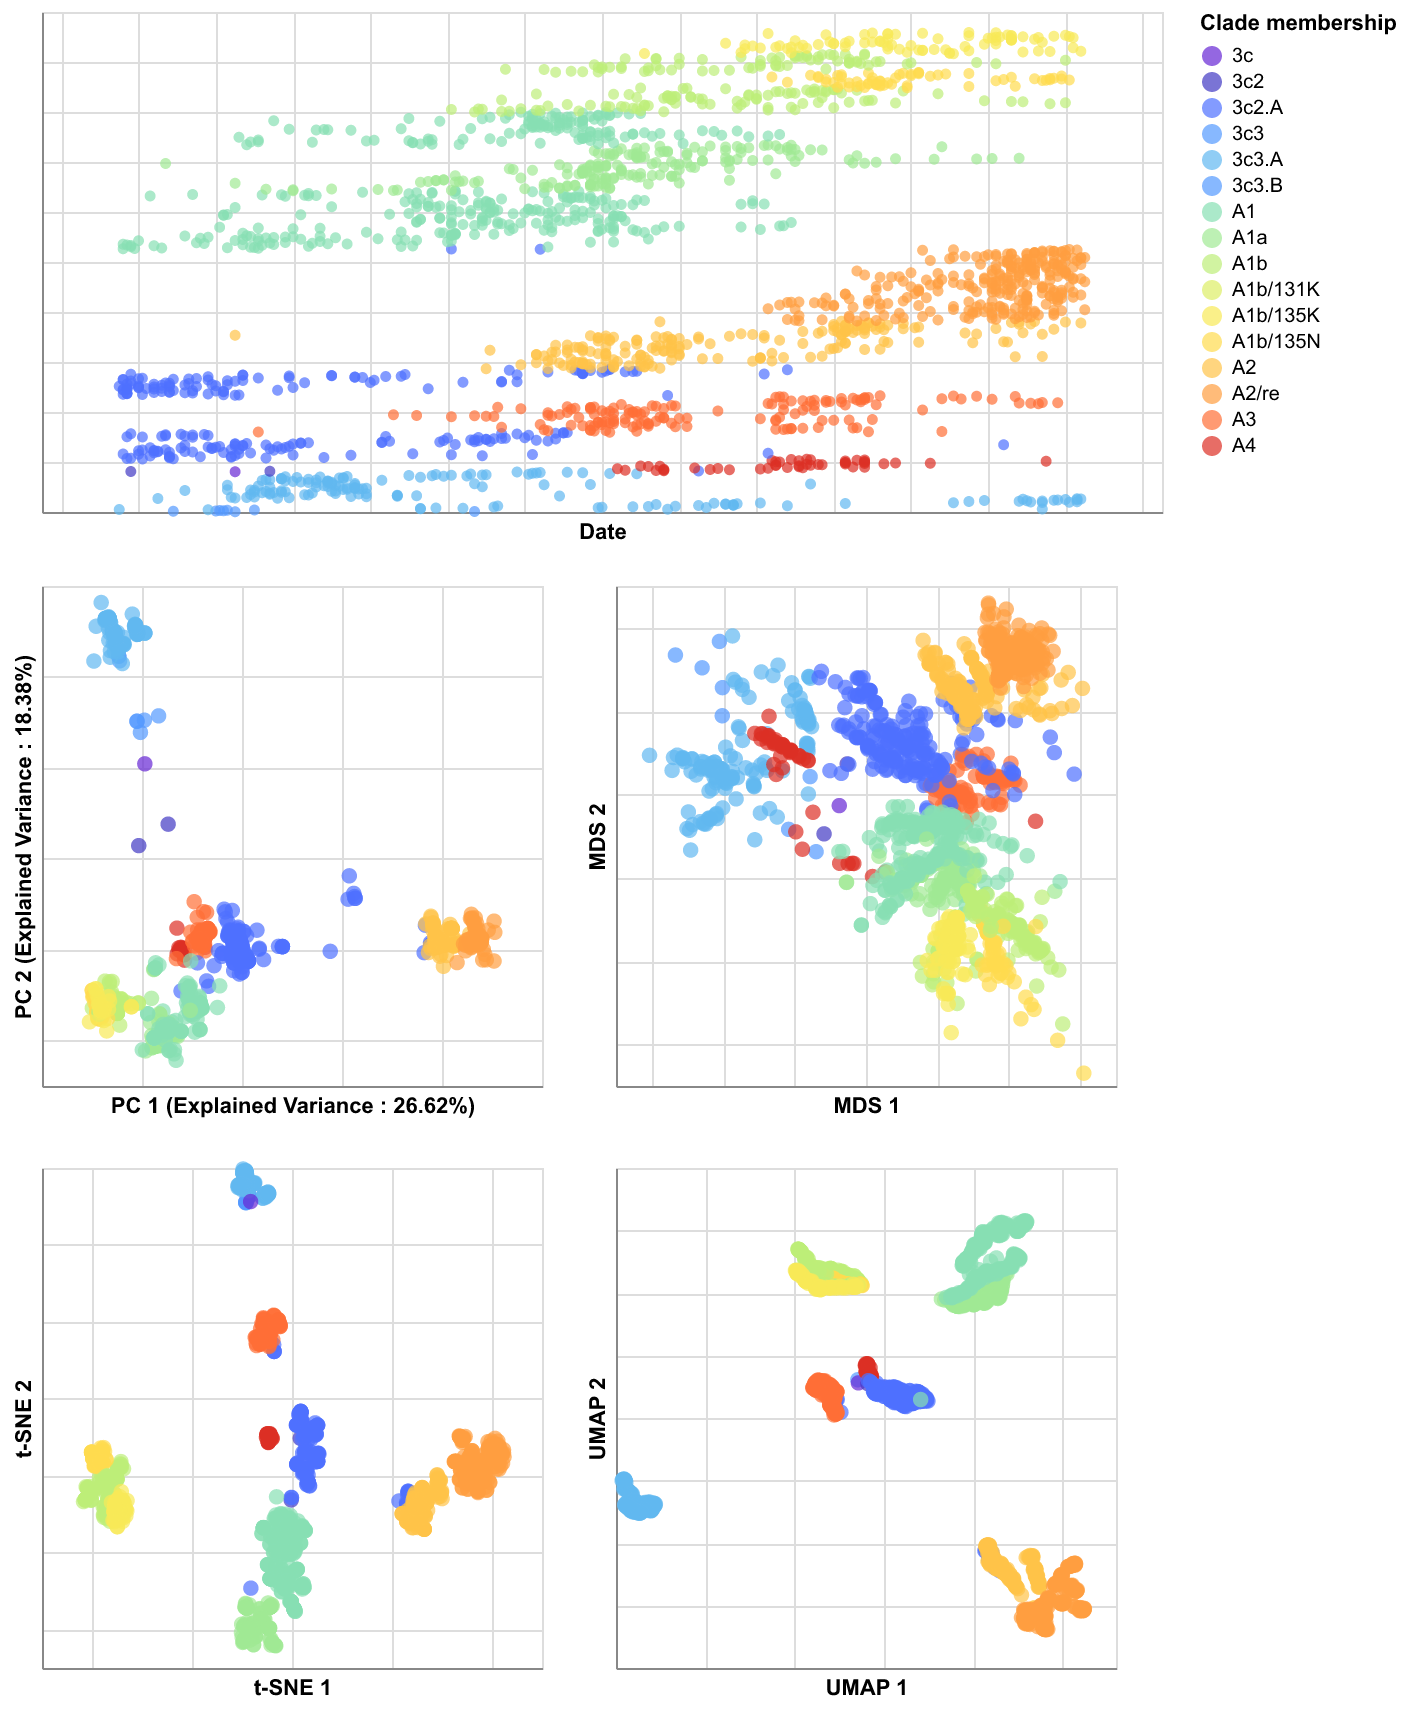 Clade membership
3c
3c2
3c2.A
3c3
3c3.A
3c3.B
A1
A1a
A1b
A1b/131K
A1b/135K
A1b/135N
A2
A2/re
A3
A4
Date
PC 2 (Explained Variance : 18.38%)
PC 1 (Explained Variance : 26.62%)
MDS 2
MDS 1
t-SNE 2
t-SNE 1
UMAP 2
UMAP 1